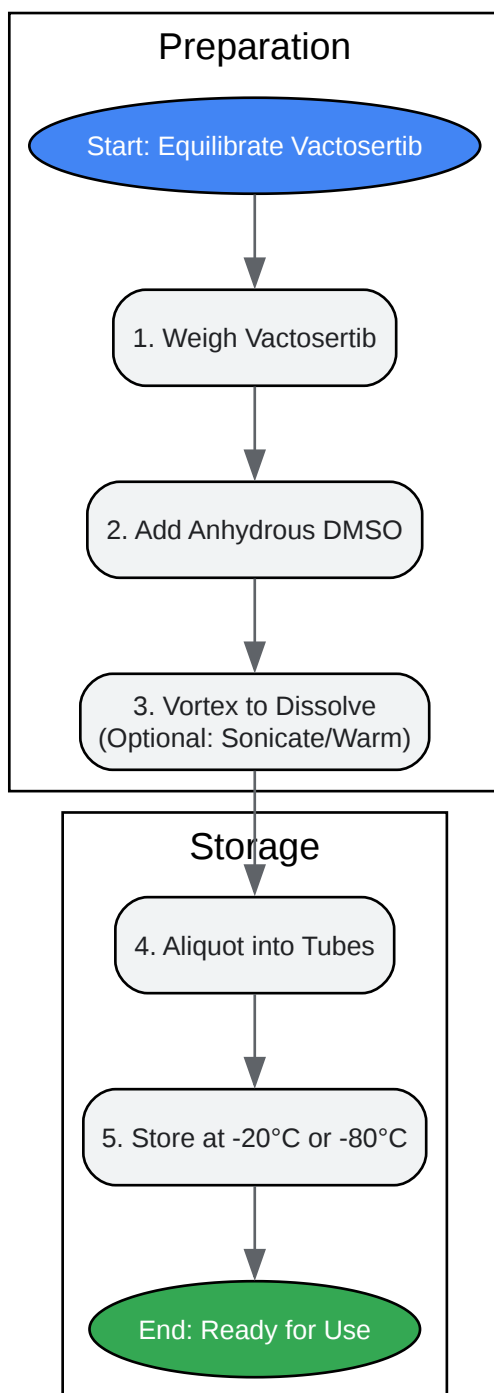 Preparation
Start: Equilibrate Vactosertib
1. Weigh Vactosertib
2. Add Anhydrous DMSO
3. Vortex to Dissolve
(Optional: Sonicate/Warm)
Storage
4. Aliquot into Tubes
5. Store at -20°C or -80°C
End: Ready for Use